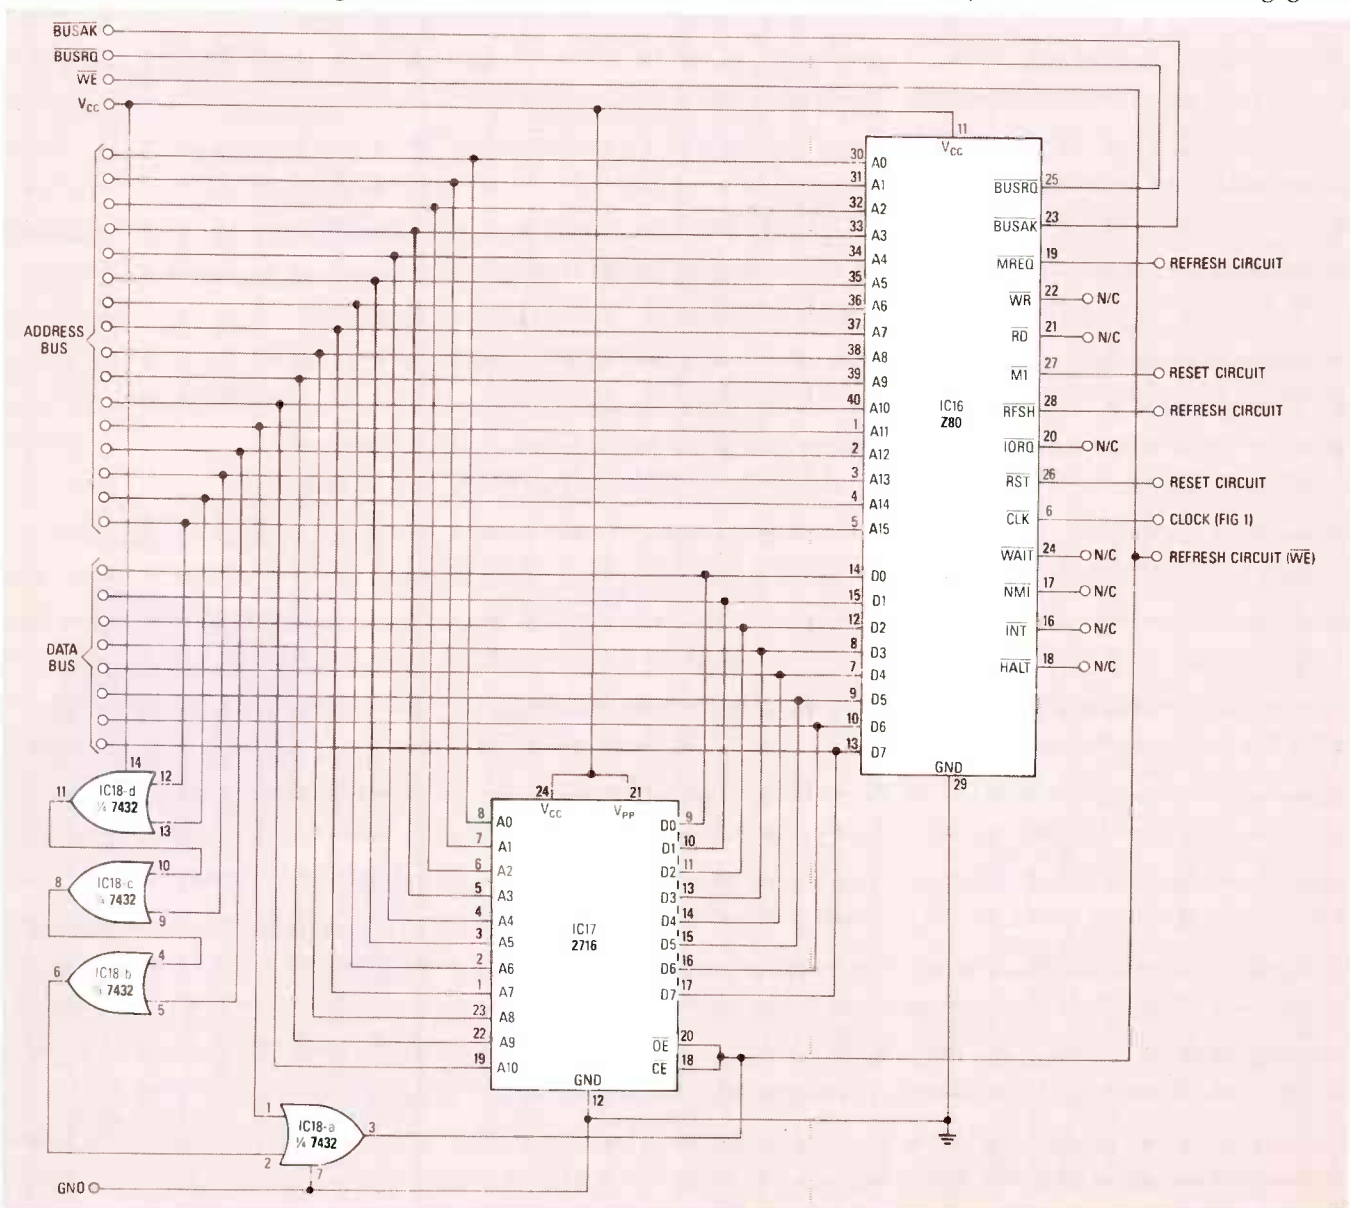 BUSAK
BUSRQ
WE
VCC
ADDRESS
BUS
DATA
BUS
11
VCC
30 A0
31 A1
32 A2
33 A3
34 A4
35 A5
36 A6
37 A7
38 A8
39 A9
40 A10
1 A11
2 A12
3 A13
4 A14
5 A15
14 D0
15 D1
12 D2
8 D3
7 D4
9 D5
10 D6
13 D7
IC16
Z80
BUSRQ 25
BUSAK 23
MREQ 19 REFRESH CIRCUIT
WR 22 N/C
RD 21 N/C
M1 27 RESET CIRCUIT
RFSH 28 REFRESH CIRCUIT
IORQ 20 N/C
RST 26 RESET CIRCUIT
CLK 6 CLOCK (FIG 1)
WAIT 24 N/C
REFRESH CIRCUIT (WE)
NMI 17 N/C
INT 16 N/C
HALT 18 N/C
GND
29
14
11 IC18-d 12
¼ 7432
13
10
8 IC18-c
¼ 7432
9
4
6 IC18-b
¼ 7432
5
24 21
VCC VPP
8 A0
7 A1
6 A2
5 A3
4 A4
3 A5
2 A6
1 A7
23 A8
22 A9
19 A10
IC17
2716
D0 9
D1 10
D2 11
D3 13
D4 14
D5 15
D6 16
D7 17
OE 20
CE 18
GND
12
1
IC18-a 3
¼ 7432
2
7
GND